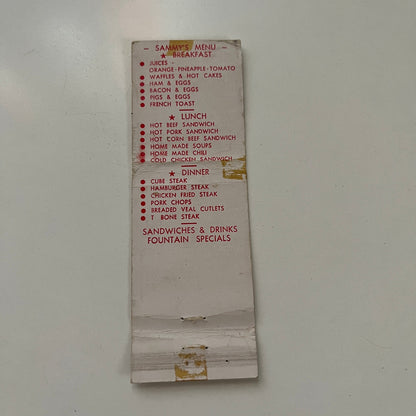 - SAMMY'S MENU -
★ BREAKFAST
● JUICES -
ORANGE-PINEAPPLE-TOMATO
● WAFFLES & HOT CAKES
● HAM & EGGS
● BACON & EGGS
● PIGS & EGGS
● FRENCH TOAST
★ LUNCH
● HOT BEEF SANDWICH
● HOT PORK SANDWICH
● HOT CORN BEEF SANDWICH
● HOME MADE SOUPS
● HOME MADE CHILI
● COLD CHICKEN SANDWICH
★ DINNER
● CUBE STEAK
● HAMBURGER STEAK
● CHICKEN FRIED STEAK
● PORK CHOPS
● BREADED VEAL CUTLETS
● T BONE STEAK
SANDWICHES & DRINKS
FOUNTAIN SPECIALS